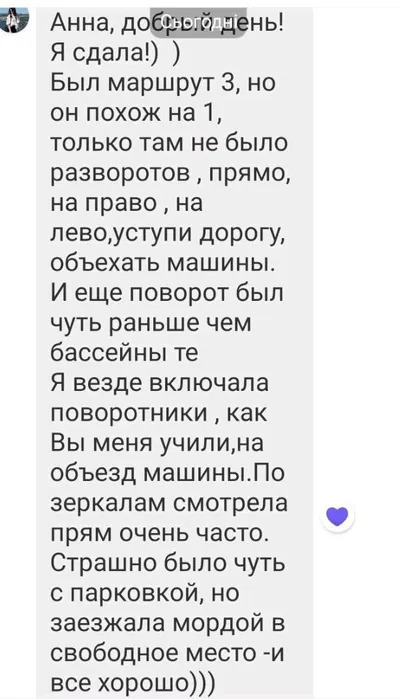 Анна, добрый день!
Сьогодні
Я сдала!) )
Был маршрут 3, но
он похож на 1,
только там не было
разворотов , прямо,
на право , на
лево,уступи дорогу,
объехать машины.
И еще поворот был
чуть раньше чем
бассейны те
Я везде включала
поворотники , как
Вы меня учили,на
объезд машины.По
зеркалам смотрела
прям очень часто.
Страшно было чуть
с парковкой, но
заезжала мордой в
свободное место -и
все хорошо)))